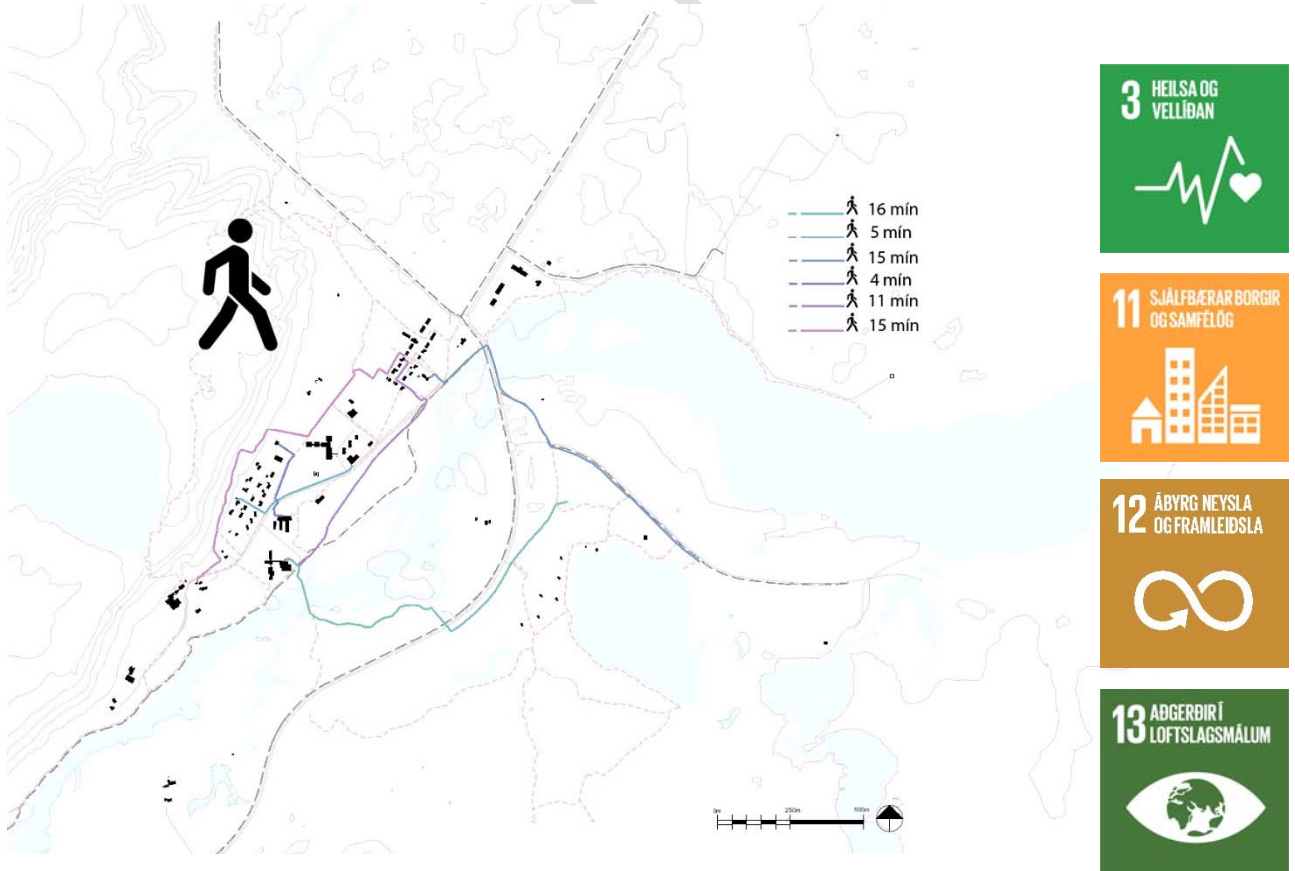 16 mín
5 mín
15 mín
4 mín
11 mín
15 mín
0m 250m 500m
3 HEILSA OG
VELLÍÐAN
11 SJÁLFBÆRAR BORGIR
OG SAMFÉLÖG
12 ÁBYRG NEYSLA
OG FRAMLEIÐSLA
13 AÐGERÐIR Í
LOFTSLAGSMÁLUM